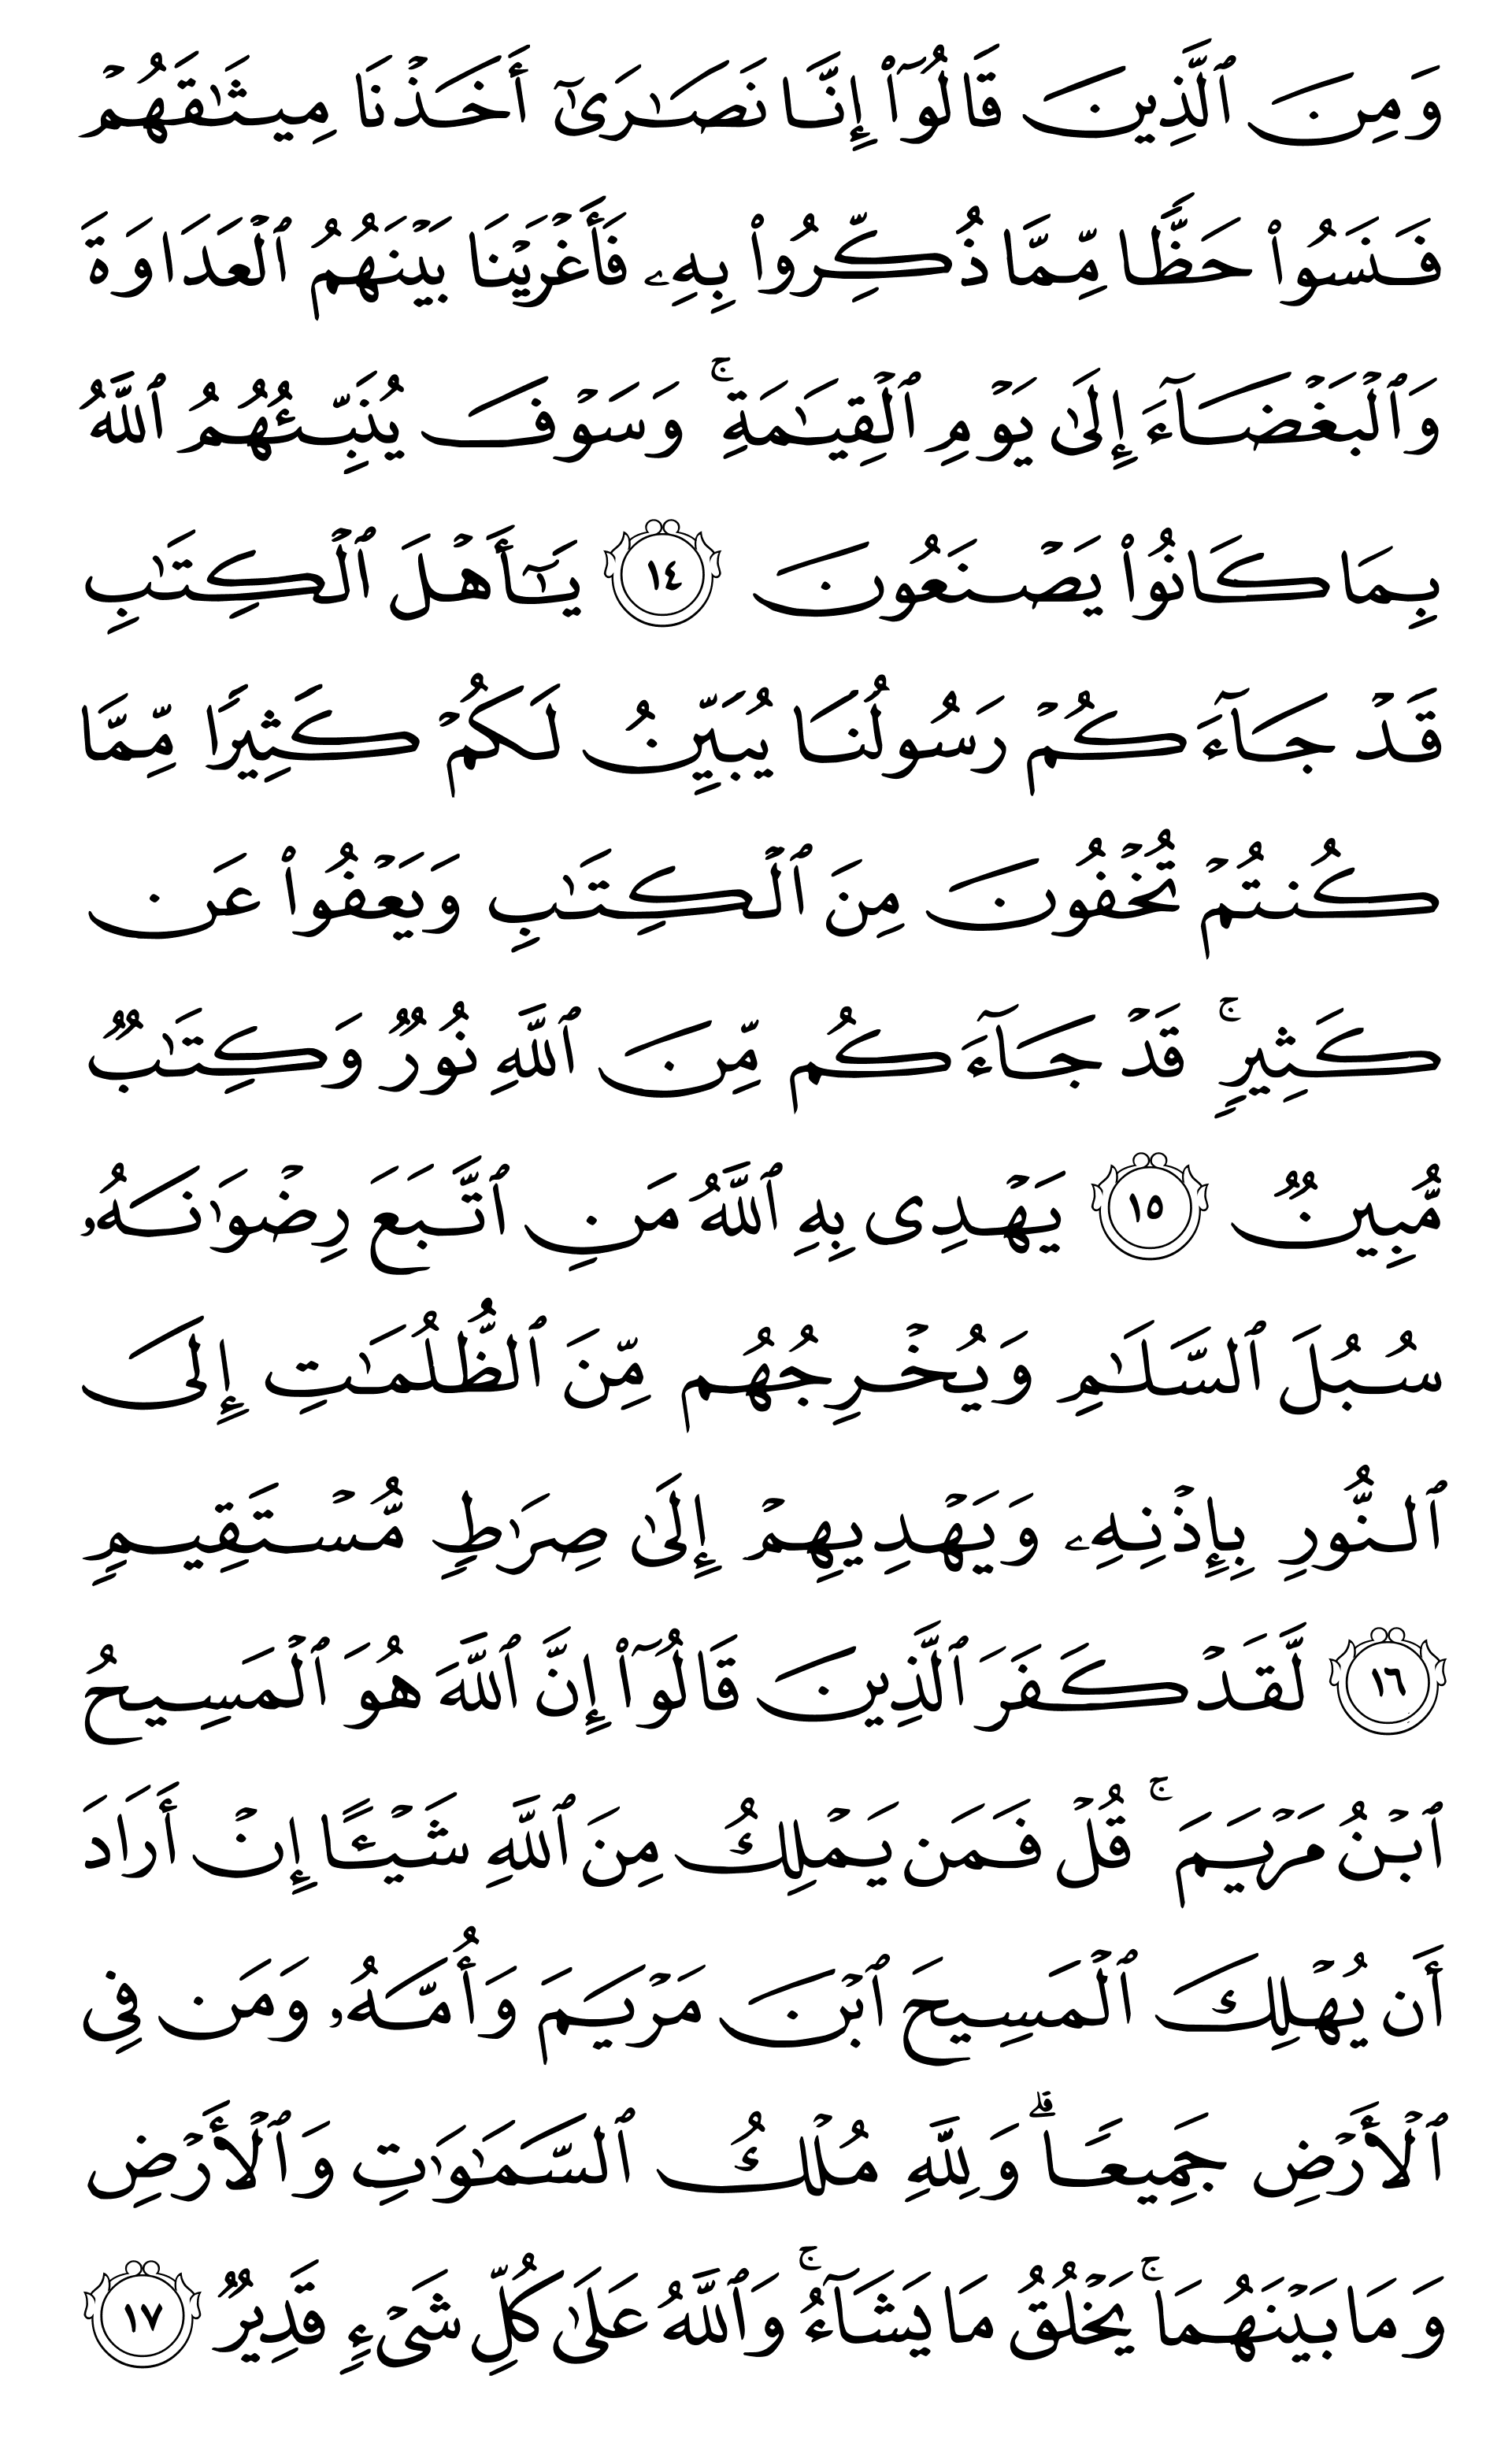 وَمِنَ ٱلَّذِينَ قَالُوٓا۟ إِنَّا نَصَـٰرَىٰٓ أَخَذْنَا مِيثَـٰقَهُمْ
فَنَسُوا۟ حَظًّا مِّمَّا ذُكِّرُوا۟ بِهِۦ فَأَغْرَيْنَا بَيْنَهُمُ ٱلْعَدَاوَةَ
وَٱلْبَغْضَآءَ إِلَىٰ يَوْمِ ٱلْقِيَـٰمَةِ ۚ وَسَوْفَ يُنَبِّئُهُمُ ٱللَّهُ
بِمَا كَانُوا۟ يَصْنَعُونَ ١٤ يَـٰٓأَهْلَ ٱلْكِتَـٰبِ
قَدْ جَآءَكُمْ رَسُولُنَا يُبَيِّنُ لَكُمْ كَثِيرًا مِّمَّا
كُنتُمْ تُخْفُونَ مِنَ ٱلْكِتَـٰبِ وَيَعْفُوا۟ عَن
كَثِيرٍ ۚ قَدْ جَآءَكُم مِّنَ ٱللَّهِ نُورٌ وَكِتَـٰبٌ
مُّبِينٌ ١٥ يَهْدِى بِهِ ٱللَّهُ مَنِ ٱتَّبَعَ رِضْوَٰنَهُۥ
سُبُلَ ٱلسَّلَـٰمِ وَيُخْرِجُهُم مِّنَ ٱلظُّلُمَـٰتِ إِلَى
ٱلنُّورِ بِإِذْنِهِۦ وَيَهْدِيهِمْ إِلَىٰ صِرَٰطٍ مُّسْتَقِيمٍ
١٦ لَّقَدْ كَفَرَ ٱلَّذِينَ قَالُوٓا۟ إِنَّ ٱللَّهَ هُوَ ٱلْمَسِيحُ
ٱبْنُ مَرْيَمَ ۚ قُلْ فَمَن يَمْلِكُ مِنَ ٱللَّهِ شَيْـًٔا إِنْ أَرَادَ
أَن يُهْلِكَ ٱلْمَسِيحَ ٱبْنَ مَرْيَمَ وَأُمَّهُۥ وَمَن فِى
ٱلْأَرْضِ جَمِيعًا ۗ وَلِلَّهِ مُلْكُ ٱلسَّمَـٰوَٰتِ وَٱلْأَرْضِ
وَمَا بَيْنَهُمَا ۚ يَخْلُقُ مَا يَشَآءُ ۚ وَٱللَّهُ عَلَىٰ كُلِّ شَىْءٍ قَدِيرٌ ١٧